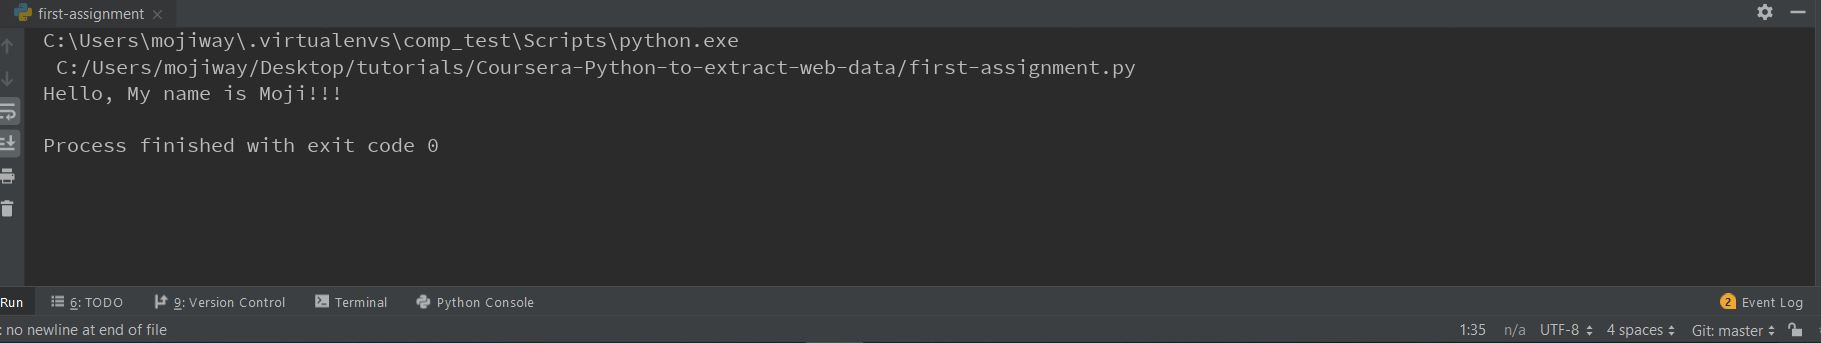 first-assignment
C:\Users\mojiway\.virtualenvs\comp_test\Scripts\python.exe
C:/Users/mojiway/Desktop/tutorials/Coursera-Python-to-extract-web-data/first-assignment.py
Hello, My name is Moji!!!
Process finished with exit code 0
Run 6: TODO 9: Version Control Terminal Python Console 2 Event Log
: no newline at end of file 1:35 n/a UTF-8 4 spaces Git: master